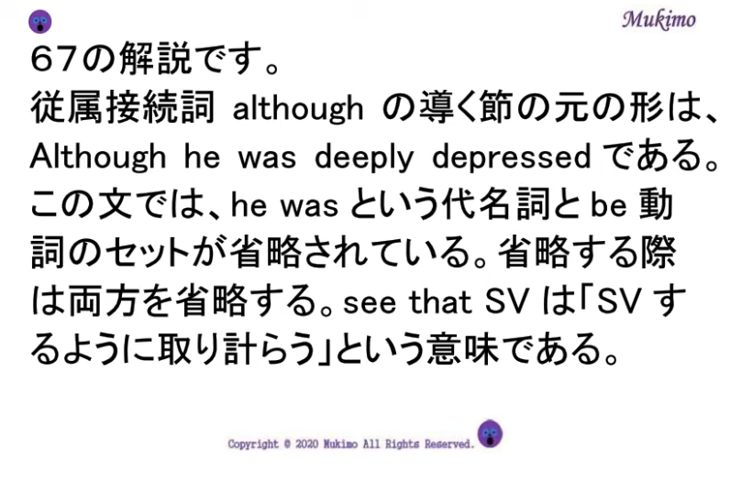 Mukimo
６７の解説です。
従属接続詞 although の導く節の元の形は、
Although he was deeply depressed である。
この文では、he was という代名詞と be 動
詞のセットが省略されている。省略する際
は両方を省略する。see that SV は「SV す
るように取り計らう」という意味である。
Copyright © 2020 Mukimo All Rights Reserved.